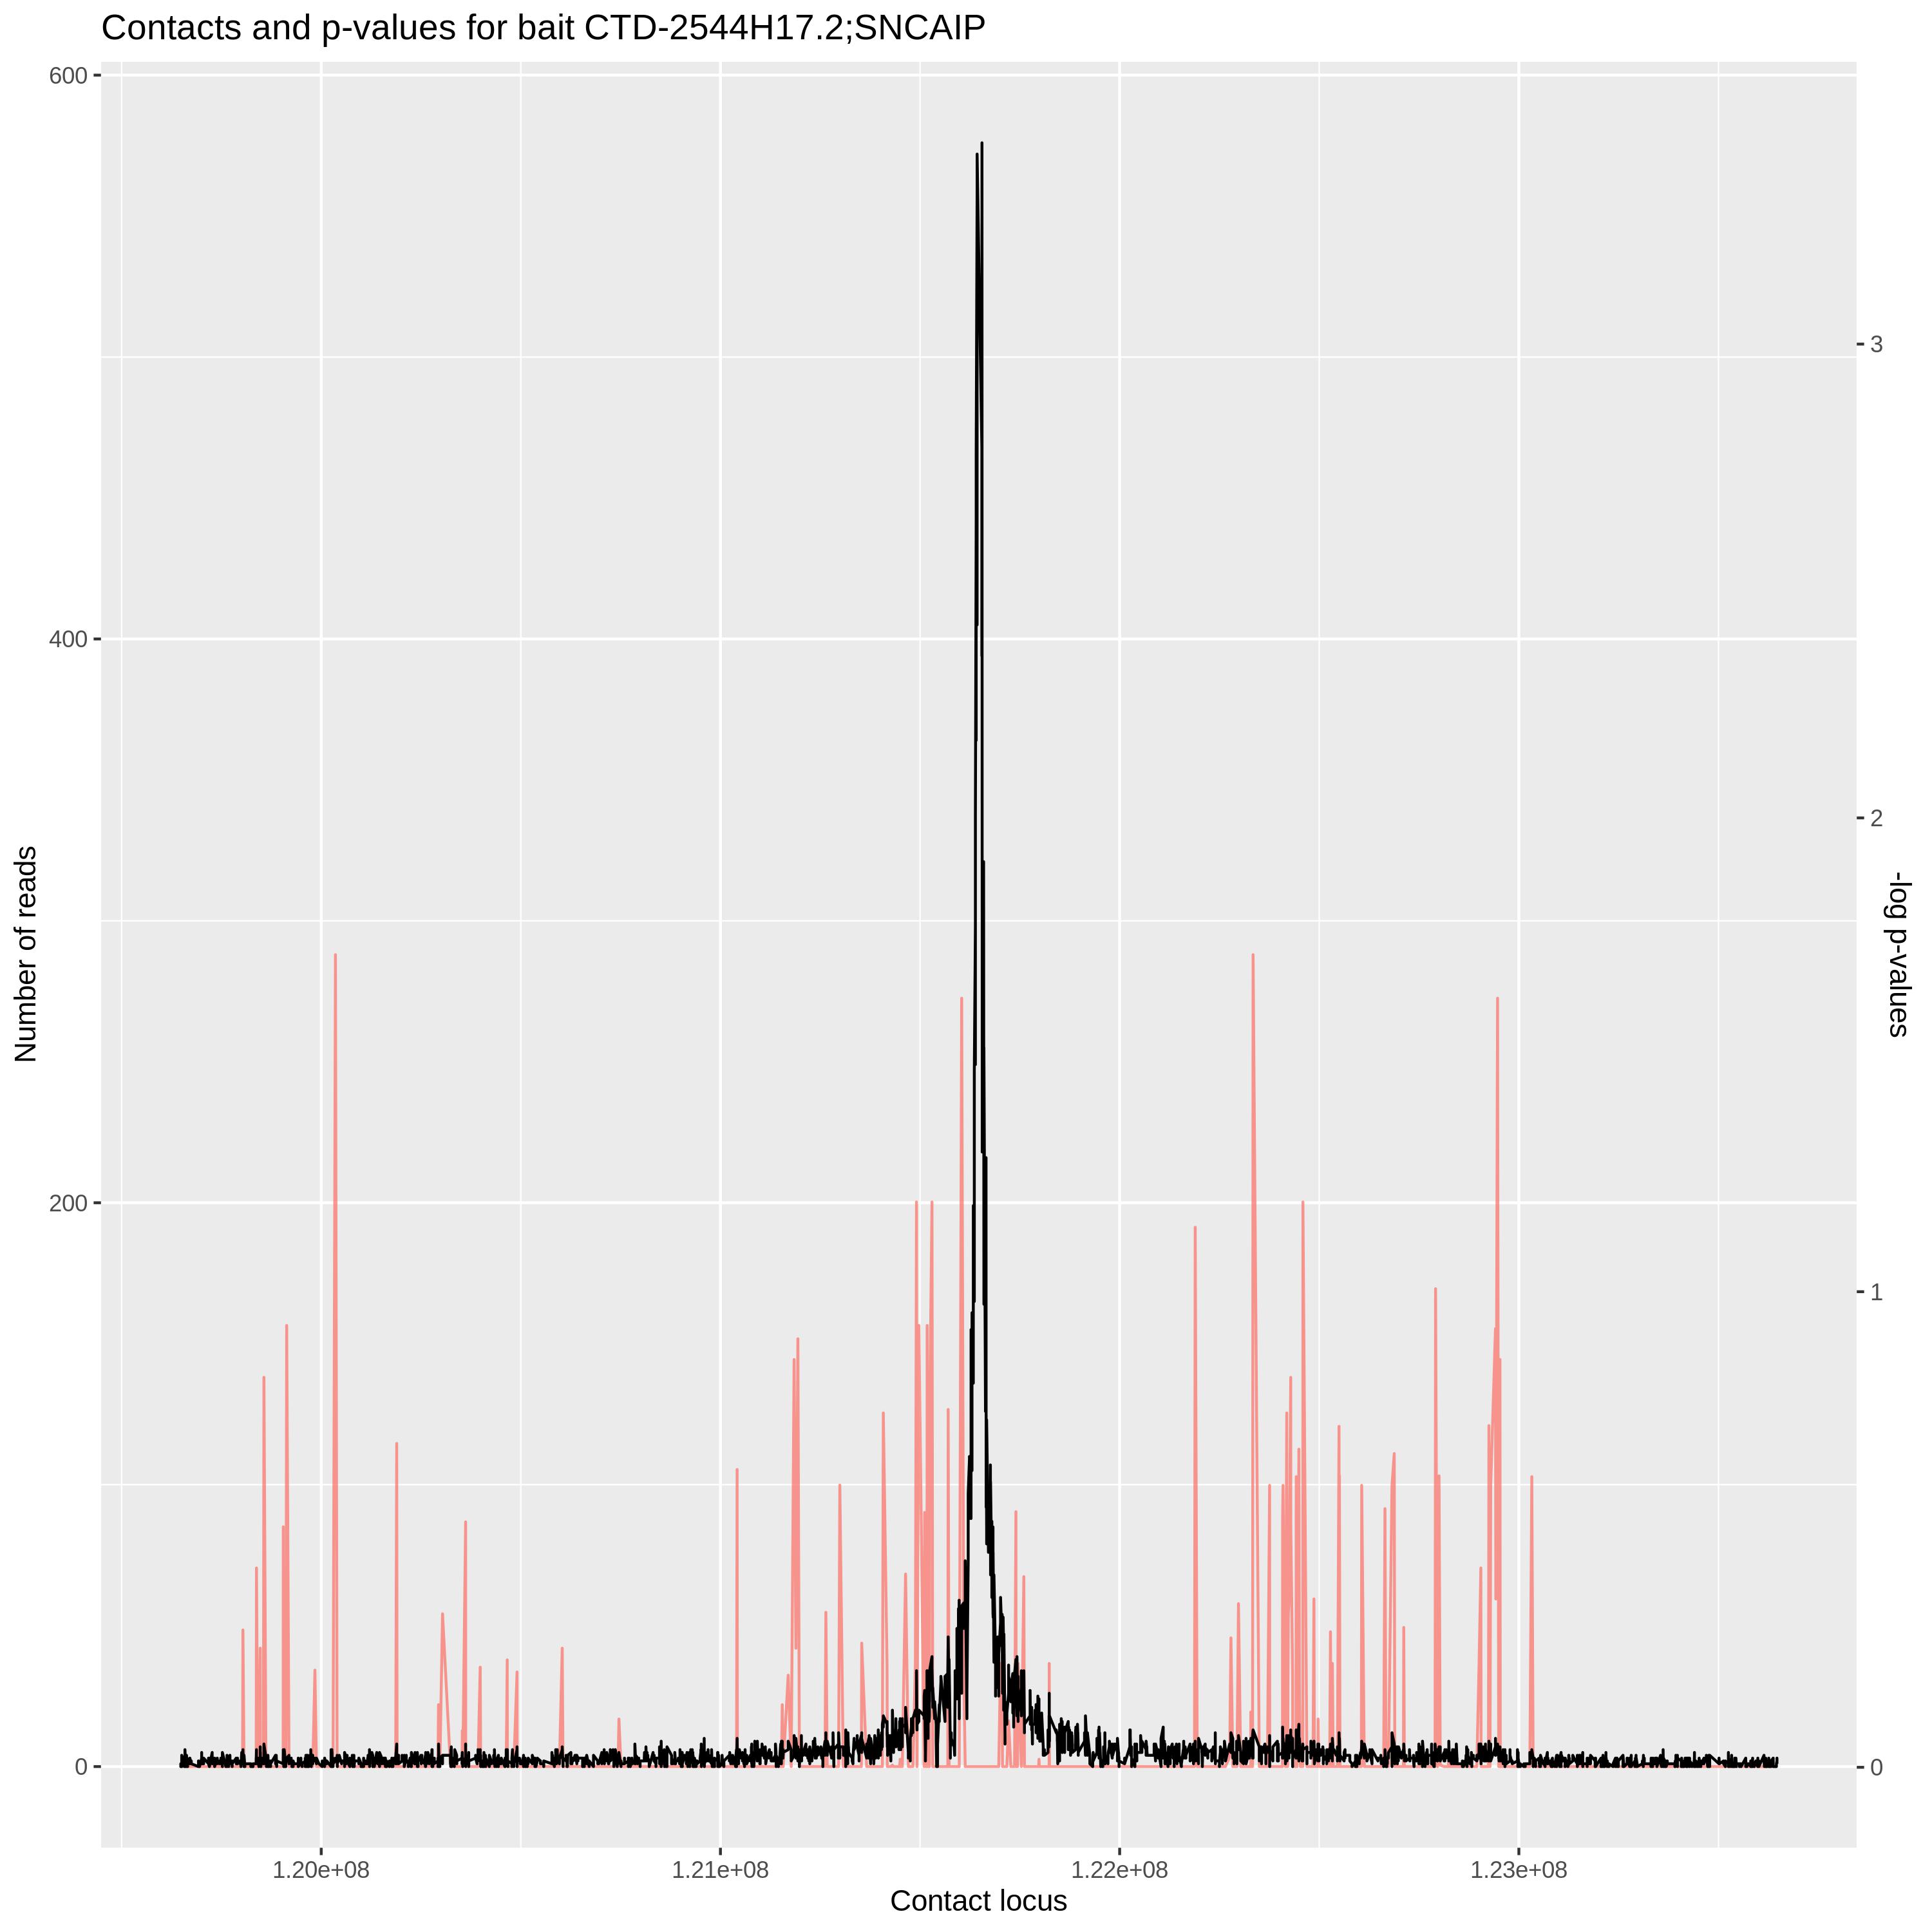 Contacts and p-values for bait CTD-2544H17.2;SNCAIP
600
400
200
0
Number of reads
3
2
1
0
-log p-values
1.20e+08
1.21e+08
1.22e+08
1.23e+08
Contact locus